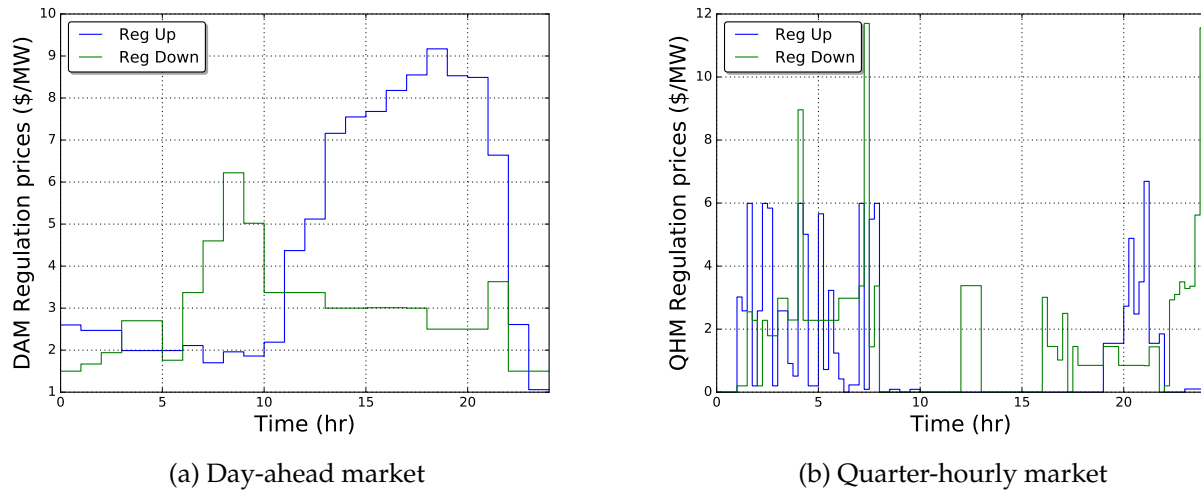 DAM Regulation prices ($/MW)
10
9
8
7
6
5
4
3
2
1
Reg Up
Reg Down
0 5 10 15 20
Time (hr)
(a) Day-ahead market
QHM Regulation prices ($/MW)
12
10
8
6
4
2
0
Reg Up
Reg Down
0 5 10 15 20
Time (hr)
(b) Quarter-hourly market